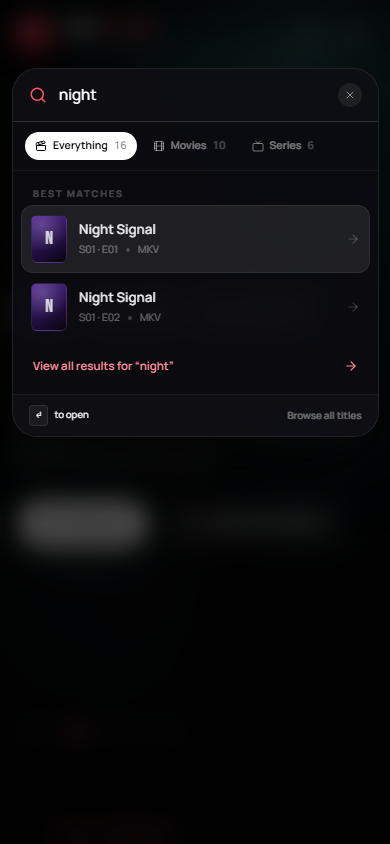 night
Everything 16 Movies 10 Series 6
BEST MATCHES
N
Night Signal
S01 · E01 • MKV
N
Night Signal
S01 · E02 • MKV
View all results for “night”
to open Browse all titles